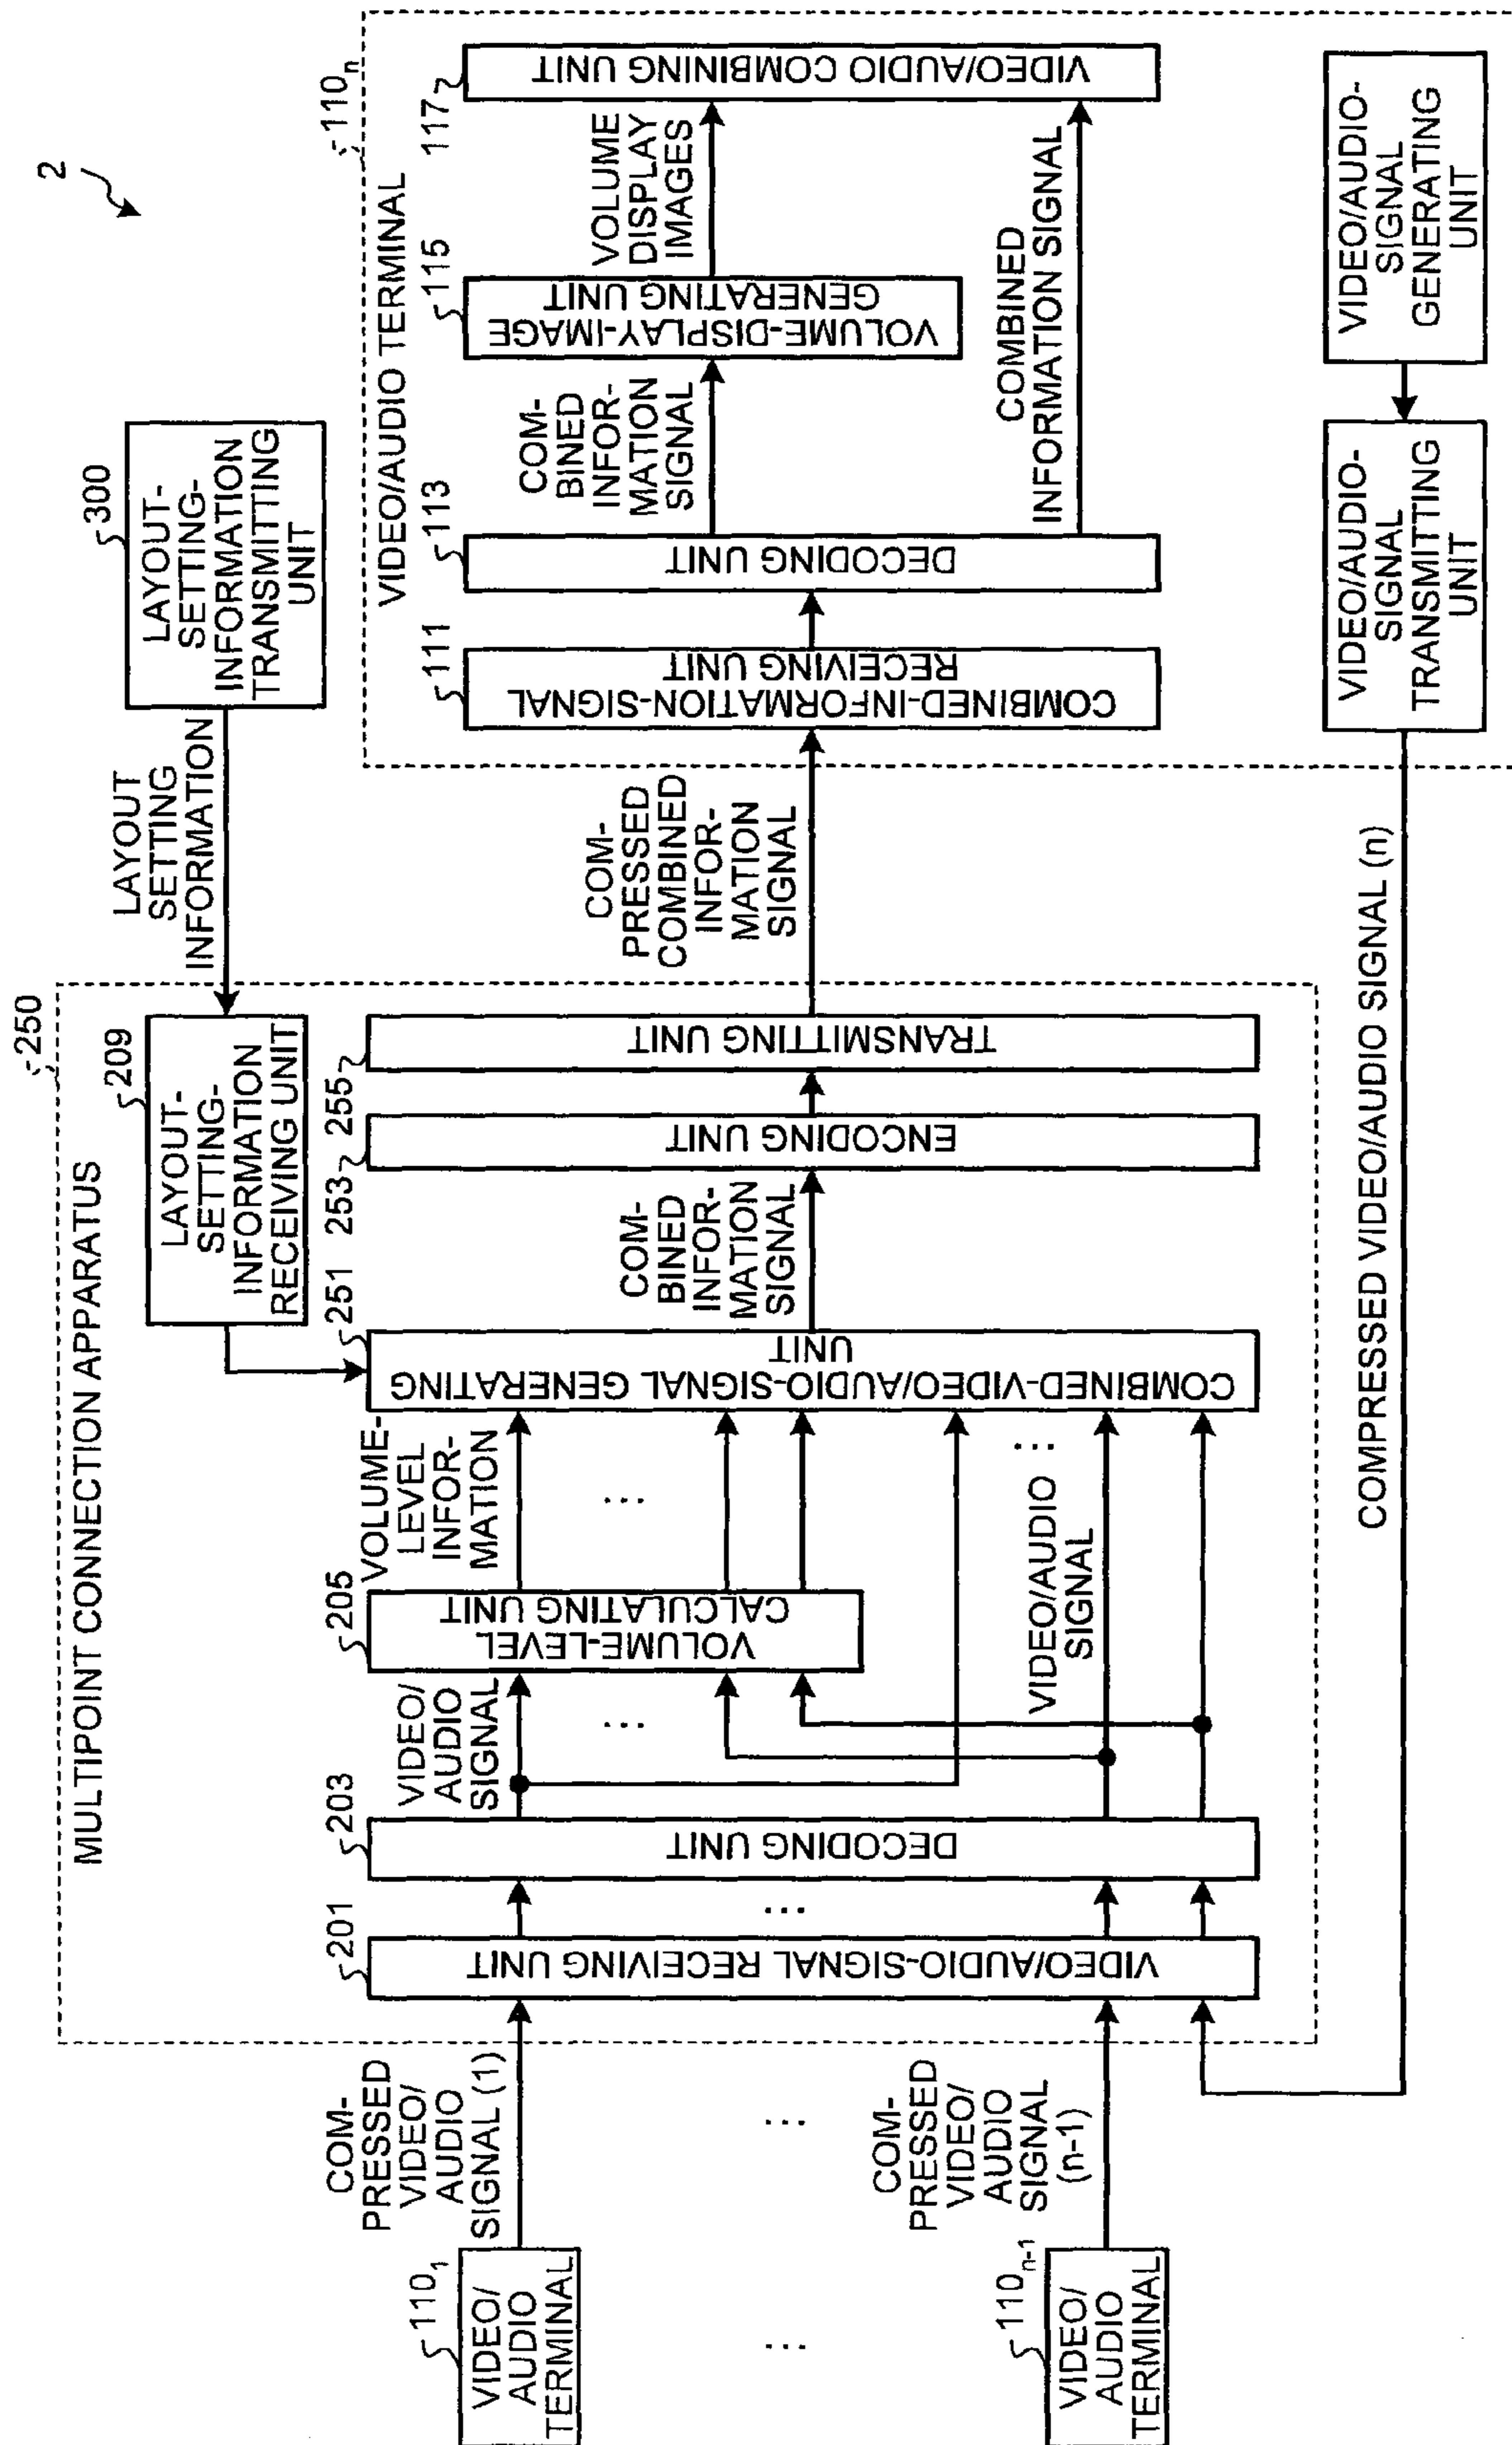 2
MULTIPOINT CONNECTION APPARATUS
250
LAYOUT
SETTING
INFORMATION
300
LAYOUT-
SETTING-
INFORMATION
TRANSMITTING
UNIT
209
LAYOUT-
SETTING-
INFORMATION
RECEIVING UNIT
110₁
VIDEO/
AUDIO
TERMINAL
COM-
PRESSED
VIDEO/
AUDIO
SIGNAL (1)
...
...
110ₙ₋₁
VIDEO/
AUDIO
TERMINAL
COM-
PRESSED
VIDEO/
AUDIO
SIGNAL
(n-1)
201
VIDEO/AUDIO-SIGNAL RECEIVING UNIT
...
203
DECODING UNIT
VIDEO/
AUDIO
SIGNAL
...
205
VOLUME-LEVEL
CALCULATING UNIT
VOLUME-
LEVEL
INFOR-
MATION
...
VIDEO/AUDIO
SIGNAL
...
251
COMBINED-VIDEO/AUDIO-SIGNAL GENERATING
UNIT
COM-
BINED
INFOR-
MATION
SIGNAL
253
ENCODING UNIT
255
TRANSMITTING UNIT
COM-
PRESSED
COMBINED
INFOR-
MATION
SIGNAL
110ₙ
VIDEO/AUDIO TERMINAL
111
COMBINED-INFORMATION-SIGNAL
RECEIVING UNIT
113
DECODING UNIT
COM-
BINED
INFOR-
MATION
SIGNAL
115
VOLUME-DISPLAY-IMAGE
GENERATING UNIT
VOLUME
DISPLAY
IMAGES
COMBINED
INFORMATION SIGNAL
117
VIDEO/AUDIO COMBINING UNIT
VIDEO/AUDIO-
SIGNAL
TRANSMITTING
UNIT
VIDEO/AUDIO-
SIGNAL
GENERATING
UNIT
COMPRESSED VIDEO/AUDIO SIGNAL (n)